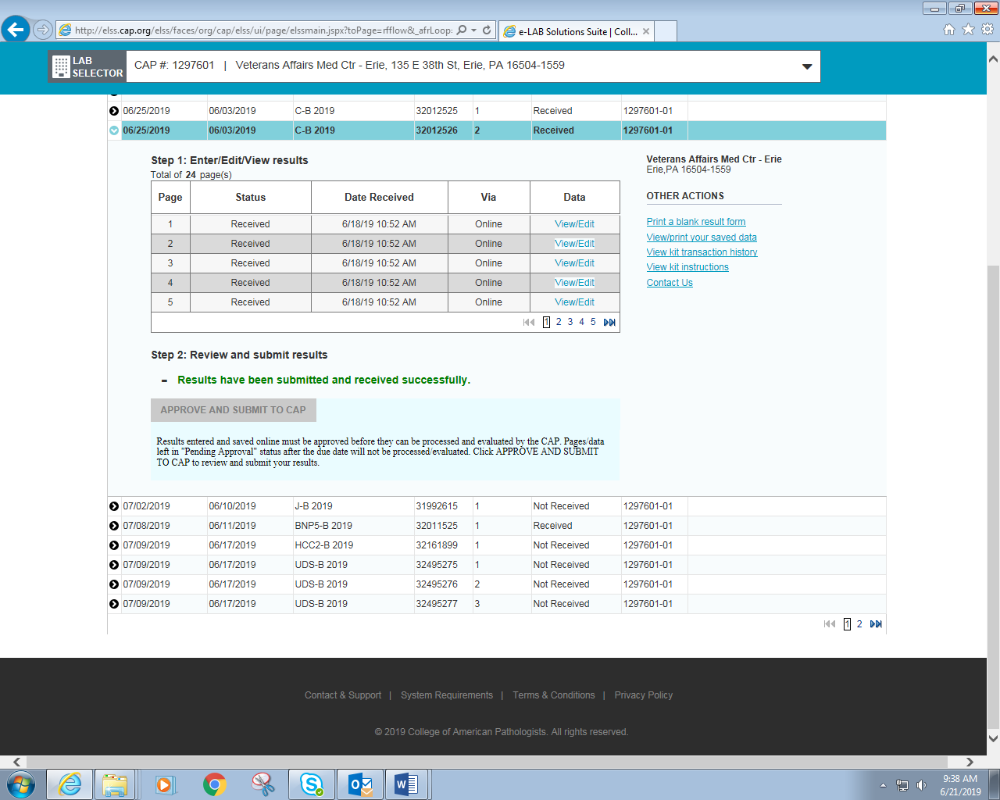 http://elss.cap.org/elss/faces/org/cap/elss/ui/page/elssmain.jspx?toPage=rfflow&_afrLoop:
e-LAB Solutions Suite | Coll...
LAB SELECTOR
CAP #: 1297601 | Veterans Affairs Med Ctr - Erie, 135 E 38th St, Erie, PA 16504-1559
06/25/2019 06/03/2019 C-B 2019 32012525 1 Received 1297601-01
06/25/2019 06/03/2019 C-B 2019 32012526 2 Received 1297601-01
Step 1: Enter/Edit/View results
Total of 24 page(s)
Page Status Date Received Via Data
1 Received 6/18/19 10:52 AM Online View/Edit
2 Received 6/18/19 10:52 AM Online View/Edit
3 Received 6/18/19 10:52 AM Online View/Edit
4 Received 6/18/19 10:52 AM Online View/Edit
5 Received 6/18/19 10:52 AM Online View/Edit
1 2 3 4 5
Veterans Affairs Med Ctr - Erie
Erie,PA 16504-1559
OTHER ACTIONS
Print a blank result form
View/print your saved data
View kit transaction history
View kit instructions
Contact Us
Step 2: Review and submit results
- Results have been submitted and received successfully.
APPROVE AND SUBMIT TO CAP
Results entered and saved online must be approved before they can be processed and evaluated by the CAP. Pages/data
left in "Pending Approval" status after the due date will not be processed/evaluated. Click APPROVE AND SUBMIT
TO CAP to review and submit your results.
07/02/2019 06/10/2019 J-B 2019 31992615 1 Not Received 1297601-01
07/08/2019 06/11/2019 BNP5-B 2019 32011525 1 Received 1297601-01
07/09/2019 06/17/2019 HCC2-B 2019 32161899 1 Not Received 1297601-01
07/09/2019 06/17/2019 UDS-B 2019 32495275 1 Not Received 1297601-01
07/09/2019 06/17/2019 UDS-B 2019 32495276 2 Not Received 1297601-01
07/09/2019 06/17/2019 UDS-B 2019 32495277 3 Not Received 1297601-01
1 2
Contact & Support | System Requirements | Terms & Conditions | Privacy Policy
© 2019 College of American Pathologists. All rights reserved.
9:38 AM
6/21/2019